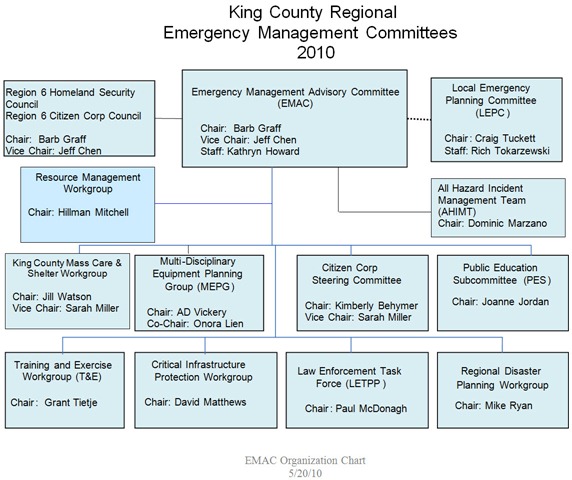 King County Regional
Emergency Management Committees
2010
Region 6 Homeland Security
Council
Region 6 Citizen Corp Council
Chair: Barb Graff
Vice Chair: Jeff Chen
Emergency Management Advisory Committee
(EMAC)
Chair: Barb Graff
Vice Chair: Jeff Chen
Staff: Kathryn Howard
Local Emergency
Planning Committee
(LEPC)
Chair: Craig Tuckett
Staff: Rich Tokarzewski
Resource Management
Workgroup
Chair: Hillman Mitchell
All Hazard Incident
Management Team
(AHIMT)
Chair: Dominic Marzano
King County Mass Care &
Shelter Workgroup
Chair: Jill Watson
Vice Chair: Sarah Miller
Multi-Disciplinary
Equipment Planning
Group (MEPG)
Chair: AD Vickery
Co-Chair: Onora Lien
Citizen Corp
Steering Committee
Chair: Kimberly Behymer
Vice Chair: Sarah Miller
Public Education
Subcommittee (PES)
Chair: Joanne Jordan
Training and Exercise
Workgroup (T&E)
Chair: Grant Tietje
Critical Infrastructure
Protection Workgroup
Chair: David Matthews
Law Enforcement Task
Force (LETPP)
Chair: Paul McDonagh
Regional Disaster
Planning Workgroup
Chair: Mike Ryan
EMAC Organization Chart
5/20/10